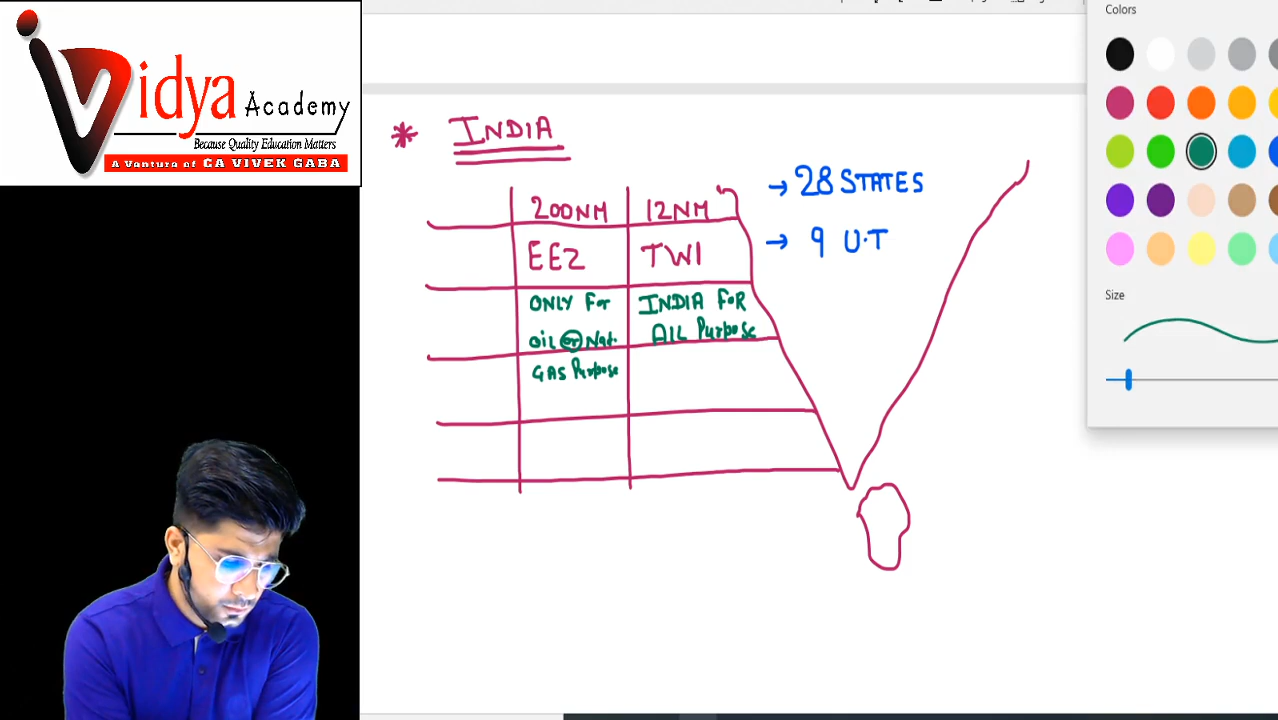 Vidya Academy
Because Quality Education Matters
A Venture of CA VIVEK GABA
Colors
Size
* INDIA
200NM 12NM
EEZ TWI
ONLY For INDIA FoR
oil or Nat. All Purpose
GAS Purpose
→ 28 STATES
→ 9 U.T